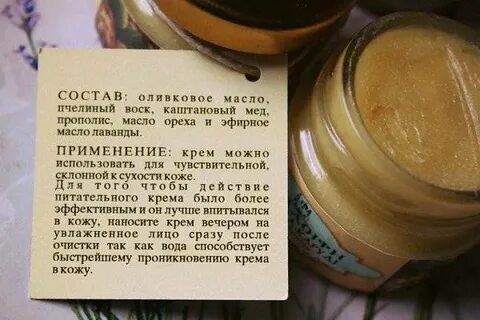 СОСТАВ: оливковое масло,
пчелиный воск, каштановый мед,
прополис, масло ореха и эфирное
масло лаванды.
ПРИМЕНЕНИЕ: крем можно
использовать для чувствительной,
склонной к сухости коже.
Для того чтобы действие
питательного крема было более
эффективным и он лучше впитывался
в кожу, наносите крем вечером на
увлажненное лицо сразу после
очистки так как вода способствует
быстрейшему проникновению крема
в кожу.